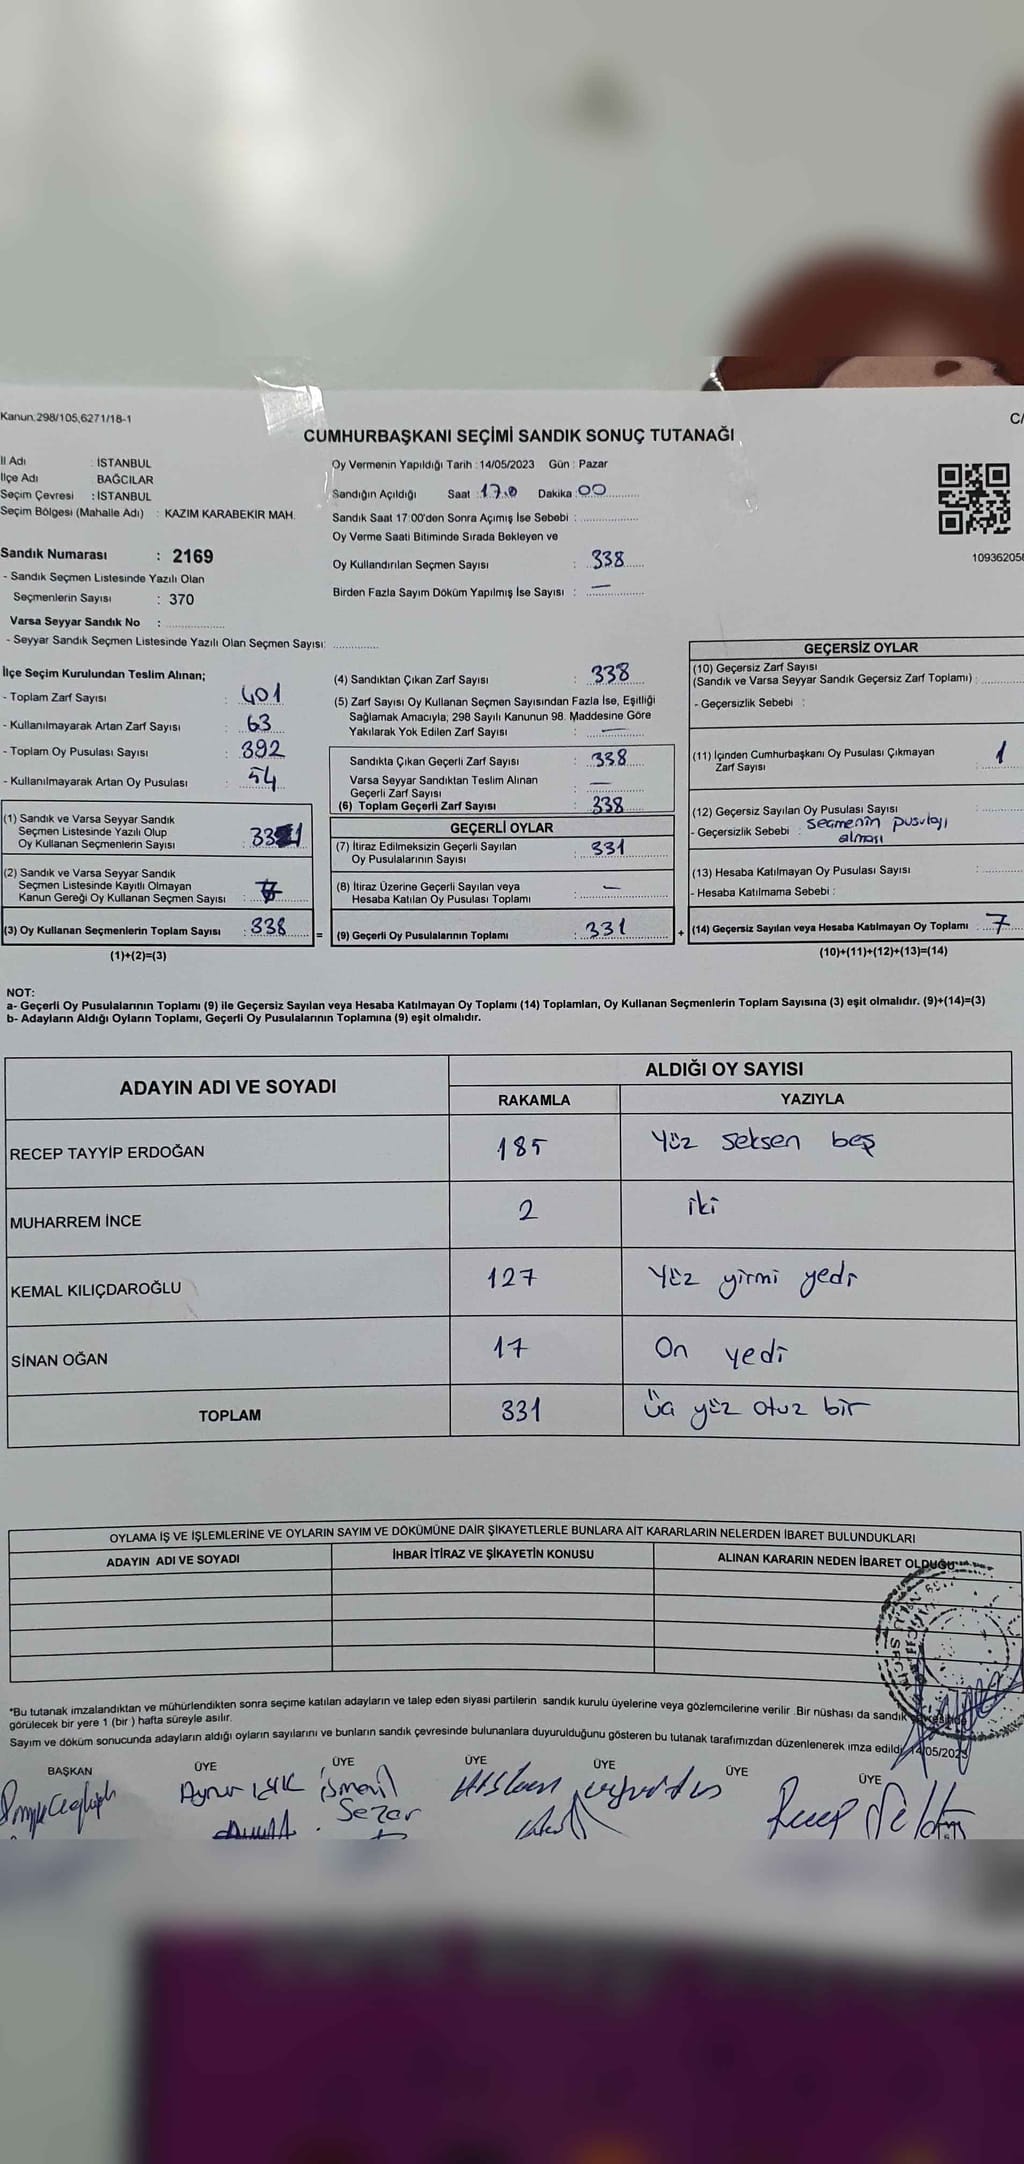 Kanun.298/105,6271/18-1
C/
CUMHURBAŞKANI SEÇİMİ SANDIK SONUÇ TUTANAĞI
İl Adı : İSTANBUL
İlçe Adı BAĞCILAR
Seçim Çevresi : İSTANBUL
Seçim Bölgesi (Mahalle Adı) : KAZIM KARABEKİR MAH.
Sandık Numarası : 2169
- Sandık Seçmen Listesinde Yazılı Olan
Seçmenlerin Sayısı : 370
Varsa Seyyar Sandık No :
- Seyyar Sandık Seçmen Listesinde Yazılı Olan Seçmen Sayısı:
Oy Vermenin Yapıldığı Tarih : 14/05/2023 Gün : Pazar
Sandığın Açıldığı Saat : 17.0 Dakika : 00
Sandık Saat 17:00'den Sonra Açımış İse Sebebi :
Oy Verme Saati Bitiminde Sırada Bekleyen ve
Oy Kullandırılan Seçmen Sayısı : 338
Birden Fazla Sayım Döküm Yapılmış İse Sayısı : —
109362058
İlçe Seçim Kurulundan Teslim Alınan;
- Toplam Zarf Sayısı : 401
- Kullanılmayarak Artan Zarf Sayısı : 63
- Toplam Oy Pusulası Sayısı : 392
- Kullanılmayarak Artan Oy Pusulası : 54
(1) Sandık ve Varsa Seyyar Sandık
Seçmen Listesinde Yazılı Olup
Oy Kullanan Seçmenlerin Sayısı :
(2) Sandık ve Varsa Seyyar Sandık
Seçmen Listesinde Kayıtlı Olmayan
Kanun Gereği Oy Kullanan Seçmen Sayısı :
(3) Oy Kullanan Seçmenlerin Toplam Sayısı : 338
(1)+(2)=(3)
(4) Sandıktan Çıkan Zarf Sayısı : 338
(5) Zarf Sayısı Oy Kullanan Seçmen Sayısından Fazla İse, Eşitliği
Sağlamak Amacıyla; 298 Sayılı Kanunun 98. Maddesine Göre
Yakılarak Yok Edilen Zarf Sayısı : —
Sandıkta Çıkan Geçerli Zarf Sayısı : 338
Varsa Seyyar Sandıktan Teslim Alınan
Geçerli Zarf Sayısı : —
(6) Toplam Geçerli Zarf Sayısı : 338
GEÇERLİ OYLAR
(7) İtiraz Edilmeksizin Geçerli Sayılan
Oy Pusulalarının Sayısı : 331
(8) İtiraz Üzerine Geçerli Sayılan veya
Hesaba Katılan Oy Pusulası Toplamı : —
= (9) Geçerli Oy Pusulalarının Toplamı : 331
GEÇERSİZ OYLAR
(10) Geçersiz Zarf Sayısı
(Sandık ve Varsa Seyyar Sandık Geçersiz Zarf Toplamı) :
- Geçersizlik Sebebi :
(11) İçinden Cumhurbaşkanı Oy Pusulası Çıkmayan
Zarf Sayısı : 1
(12) Geçersiz Sayılan Oy Pusulası Sayısı :
- Geçersizlik Sebebi : seçmenin pusulayı
alması
(13) Hesaba Katılmayan Oy Pusulası Sayısı :
- Hesaba Katılmama Sebebi :
+ (14) Geçersiz Sayılan veya Hesaba Katılmayan Oy Toplamı : 7
(10)+(11)+(12)+(13)=(14)
NOT:
a- Geçerli Oy Pusulalarının Toplamı (9) ile Geçersiz Sayılan veya Hesaba Katılmayan Oy Toplamı (14) Toplamları, Oy Kullanan Seçmenlerin Toplam Sayısına (3) eşit olmalıdır. (9)+(14)=(3)
b- Adayların Aldığı Oyların Toplamı, Geçerli Oy Pusulalarının Toplamına (9) eşit olmalıdır.
ADAYIN ADI VE SOYADI
ALDIĞI OY SAYISI
RAKAMLA YAZIYLA
RECEP TAYYİP ERDOĞAN 185 Yüz seksen beş
MUHARREM İNCE 2 iki
KEMAL KILIÇDAROĞLU 127 Yüz yirmi yedi
SİNAN OĞAN 17 On yedi
TOPLAM 331 Üç yüz otuz bir
OYLAMA İŞ VE İŞLEMLERİNE VE OYLARIN SAYIM VE DÖKÜMÜNE DAİR ŞİKAYETLERLE BUNLARA AİT KARARLARIN NELERDEN İBARET BULUNDUKLARI
ADAYIN ADI VE SOYADI İHBAR İTİRAZ VE ŞİKAYETİN KONUSU ALINAN KARARIN NEDEN İBARET OLDUĞU
*Bu tutanak imzalandıktan ve mühürlendikten sonra seçime katılan adayların ve talep eden siyasi partilerin sandık kurulu üyelerine veya gözlemcilerine verilir .Bir nüshası da sandık çevresinde
görülecek bir yere 1 (bir ) hafta süreyle asılır.
Sayım ve döküm sonucunda adayların aldığı oyların sayılarını ve bunların sandık çevresinde bulunanlara duyurulduğunu gösteren bu tutanak tarafımızdan düzenlenerek imza edildi. 14/05/2023
BAŞKAN ÜYE ÜYE ÜYE ÜYE ÜYE ÜYE
Aynur Işık İsmail
Sezar
Recep